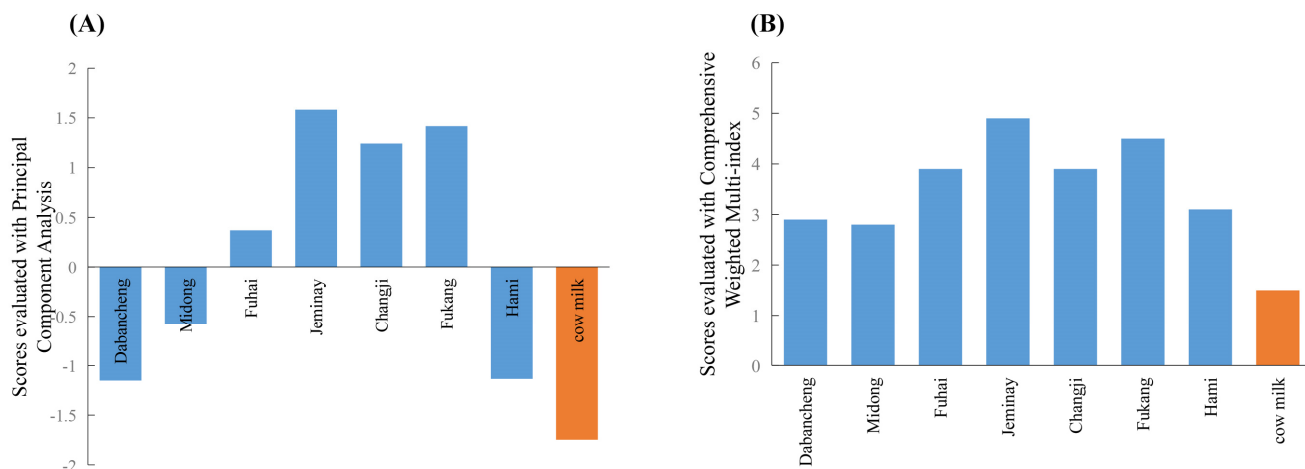 (A)
Scores evaluated with Principal
Component Analysis
2
1.5
1
0.5
0
-0.5
-1
-1.5
-2
Dabancheng
Midong
Fuhai
Jeminay
Changji
Fukang
Hami
cow milk
(B)
Scores evaluated with Comprehensive
Weighted Multi-index
6
5
4
3
2
1
0
Dabancheng
Midong
Fuhai
Jeminay
Changji
Fukang
Hami
cow milk